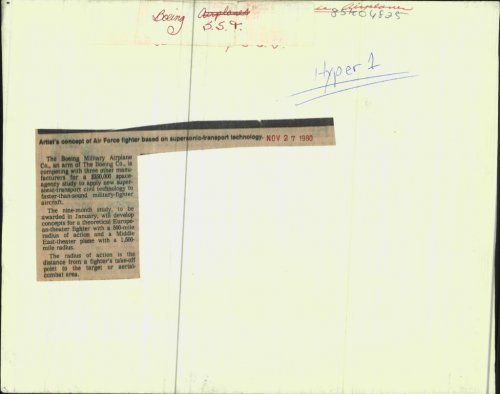 Boeing Airplanes
S.S.T.
Airplanes
Hyper 1
Artist's concept of Air Force fighter based on supersonic-transport technology. NOV 27 1980
The Boeing Military Airplane
Co., an arm of The Boeing Co., is
competing with three other manu-
facturers for a $350,000 space-
agency study to apply new super-
sonic-transport civil technology to
faster-than-sound military-fighter
aircraft.
The nine-month study, to be
awarded in January, will develop
concepts for a theoretical Europe-
an-theater fighter with a 500-mile
radius of action and a Middle
East-theater plane with a 1,500-
mile radius.
The radius of action is the
distance from a fighter's take-off
point to the target or aerial-
combat area.